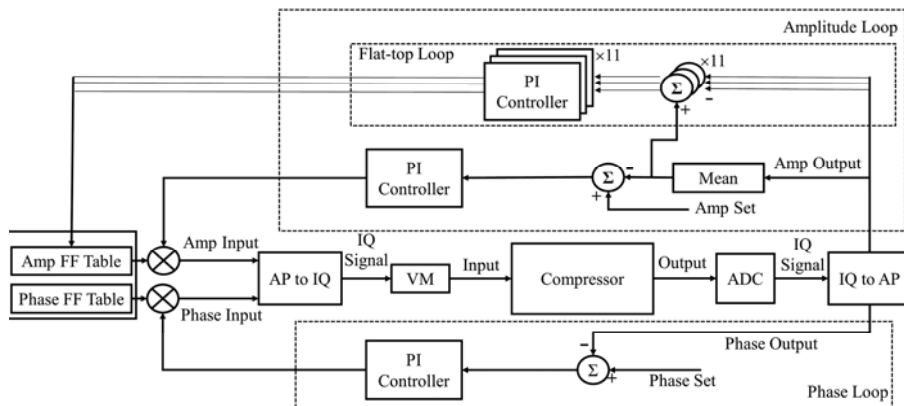 Amplitude Loop
Flat-top Loop
×11
×11
PI
Controller
Σ
-
+
PI
Controller
Σ
-
+
Mean
Amp Output
Amp Set
Amp FF Table
Amp Input
Phase FF Table
Phase Input
AP to IQ
IQ
Signal
VM
Input
Compressor
Output
ADC
IQ
Signal
IQ to AP
PI
Controller
Σ
-
+
Phase Output
Phase Set
Phase Loop